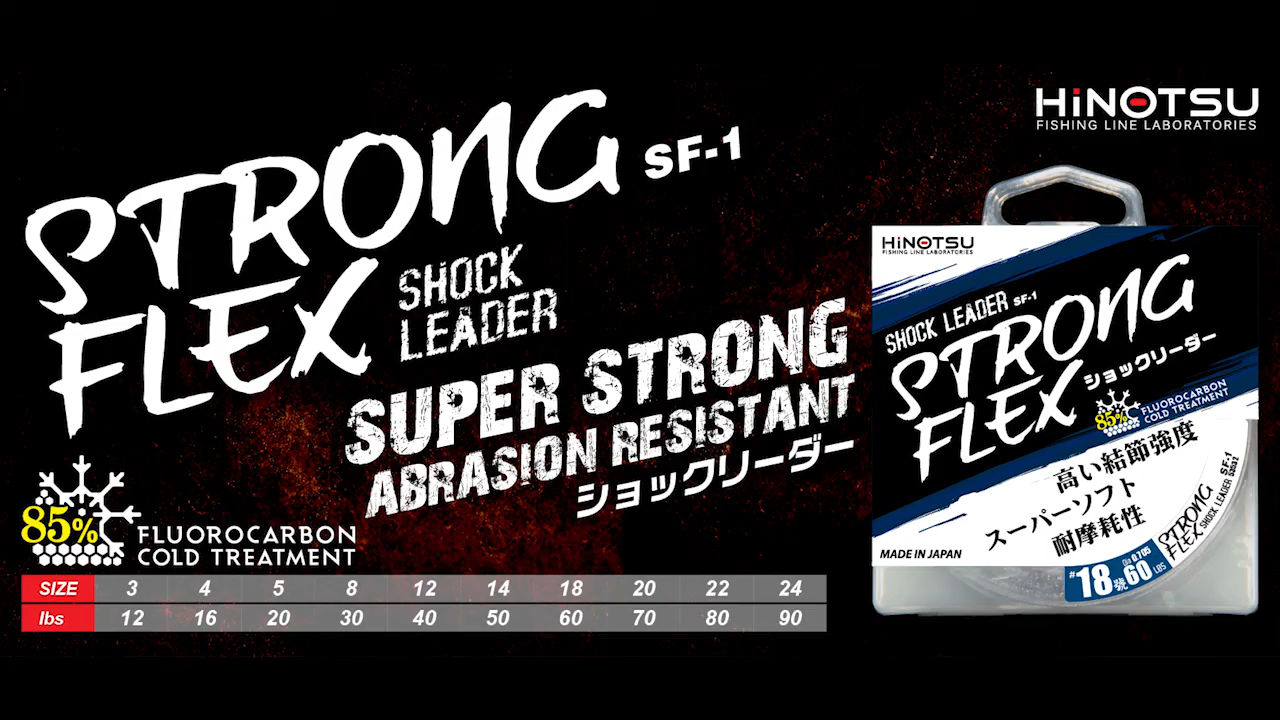 HiNOTSU
FISHING LINE LABORATORIES
STRONG SF-1
FLEX
SHOCK
LEADER
SUPER STRONG
ABRASION RESISTANT
ショックリーダー
85%
FLUOROCARBON
COLD TREATMENT
SIZE 3 4 5 8 12 14 18 20 22 24
lbs 12 16 20 30 40 50 60 70 80 90
HiNOTSU
FISHING LINE LABORATORIES
SHOCK LEADER SF-1
STRONG
FLEX
ショックリーダー
85%
FLUOROCARBON
COLD TREATMENT
高い結節強度
スーパーソフト
耐摩耗性
MADE IN JAPAN
#18號 Dia 0.705 60 LBS
STRONG
FLEX
SHOCK LEADER
SF-1